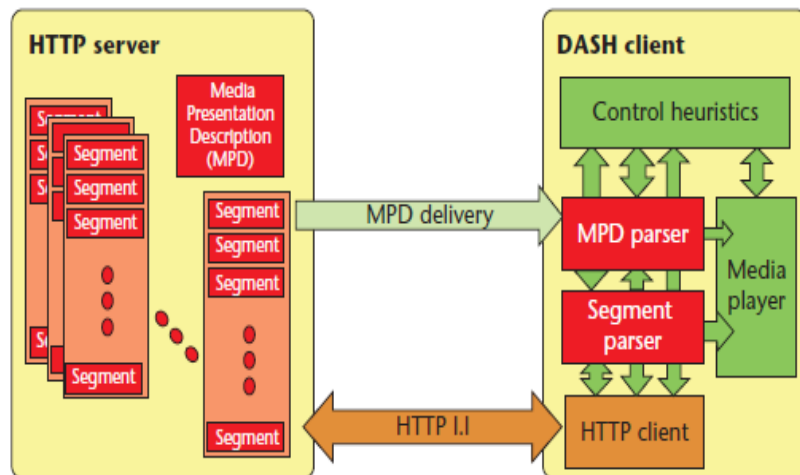 HTTP server
Media
Presentation
Description
(MPD)
Segment
Segment
Segment
Segment
Segment
Segment
Segment
Segment
Segment
MPD delivery
HTTP 1.1
DASH client
Control heuristics
MPD parser
Segment
parser
Media
player
HTTP client